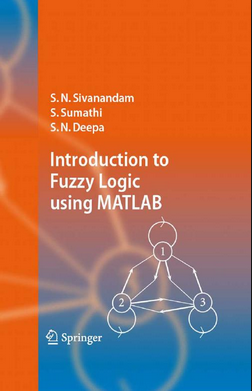 S. N. Sivanandam
S. Sumathi
S. N. Deepa
Introduction to
Fuzzy Logic
using MATLAB
1
2
3
Springer